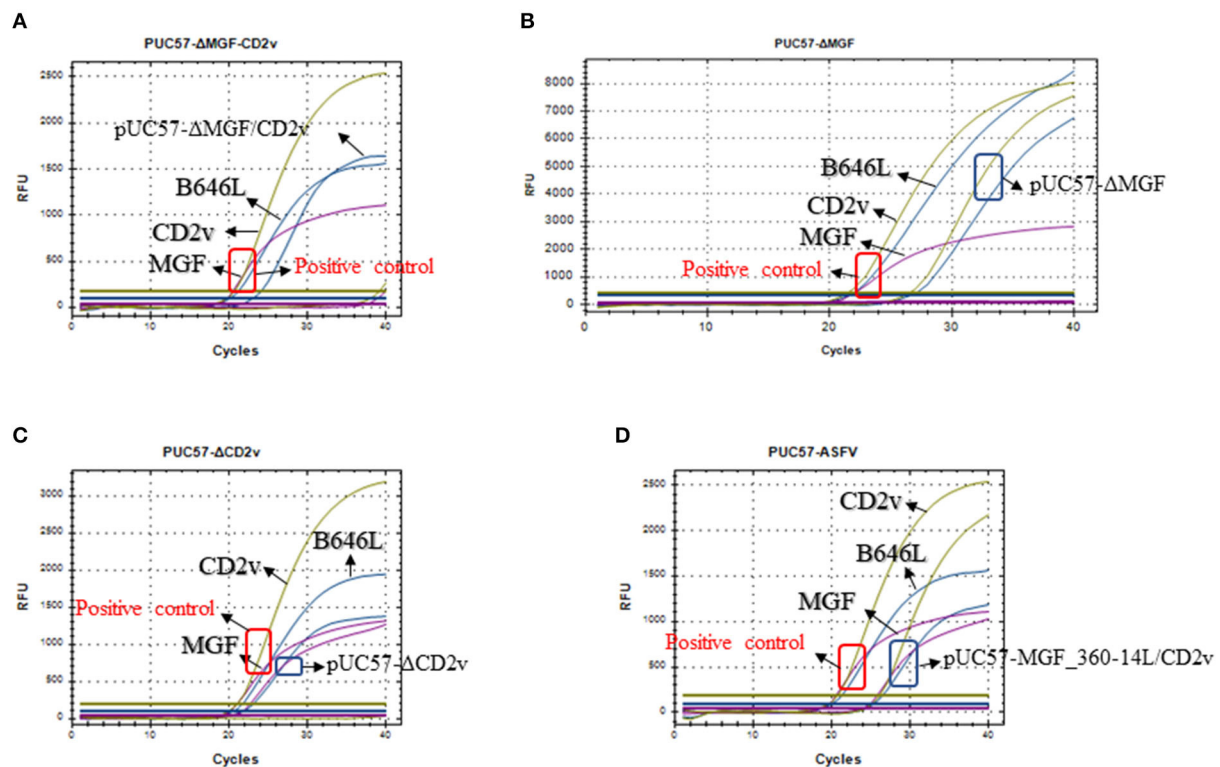 A
PUC57-ΔMGF-CD2v
2500
2000
1500
1000
500
0
RFU
pUC57-ΔMGF/CD2v
B646L
CD2v
MGF
Positive control
0 10 20 30 40
Cycles
B
PUC57-ΔMGF
8000
7000
6000
5000
4000
3000
2000
1000
0
RFU
B646L
pUC57-ΔMGF
CD2v
MGF
Positive control
0 10 20 30 40
Cycles
C
PUC57-ΔCD2v
3000
2500
2000
1500
1000
500
0
RFU
B646L
CD2v
Positive control
MGF
pUC57-ΔCD2v
0 10 20 30 40
Cycles
D
PUC57-ASFV
2500
2000
1500
1000
500
0
RFU
CD2v
B646L
MGF
Positive control
pUC57-MGF_360-14L/CD2v
0 10 20 30 40
Cycles